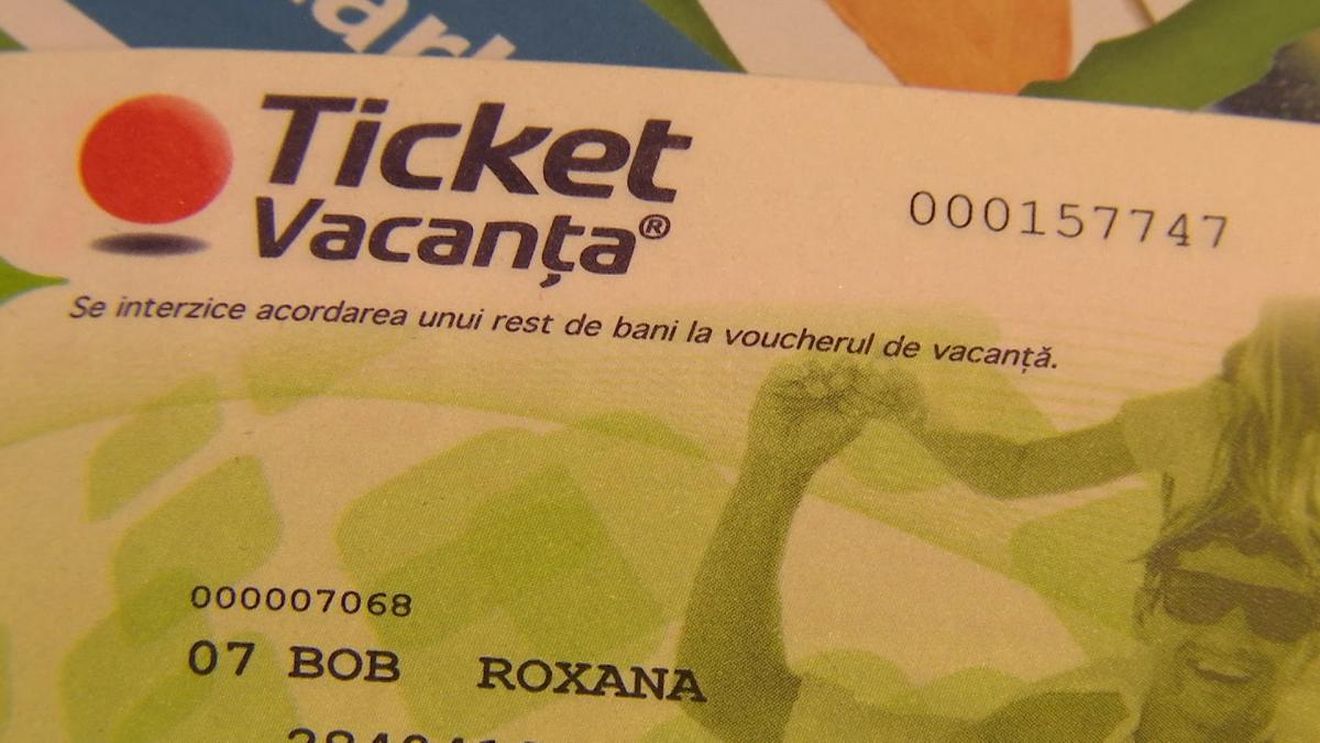 Ticket
Vacanța®
000157747
Se interzice acordarea unui rest de bani la voucherul de vacanță.
000007068
07 BOB ROXANA